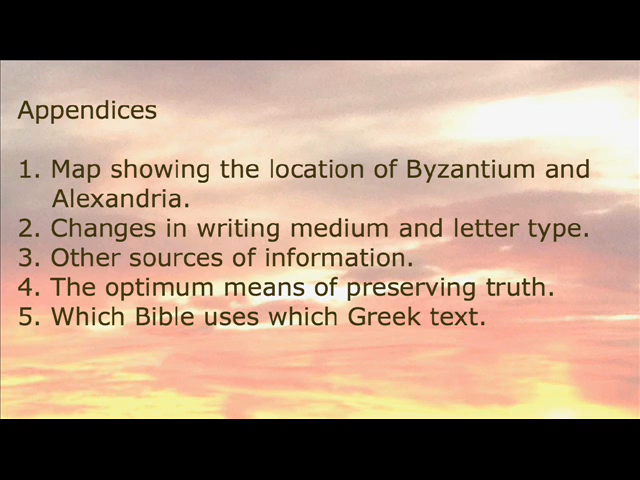 Appendices
1. Map showing the location of Byzantium and
Alexandria.
2. Changes in writing medium and letter type.
3. Other sources of information.
4. The optimum means of preserving truth.
5. Which Bible uses which Greek text.